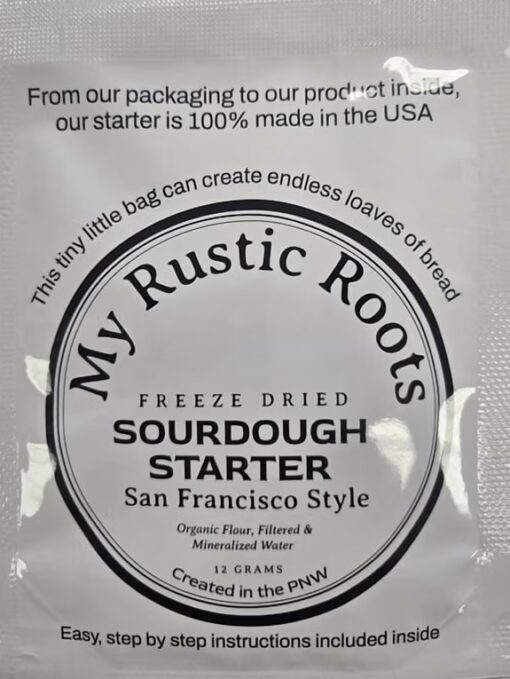 From our packaging to our product inside,
our starter is 100% made in the USA
This tiny little bag can create endless loaves of bread
My Rustic Roots
FREEZE DRIED
SOURDOUGH
STARTER
San Francisco Style
Organic Flour, Filtered &
Mineralized Water
12 GRAMS
Created in the PNW
Easy, step by step instructions included inside